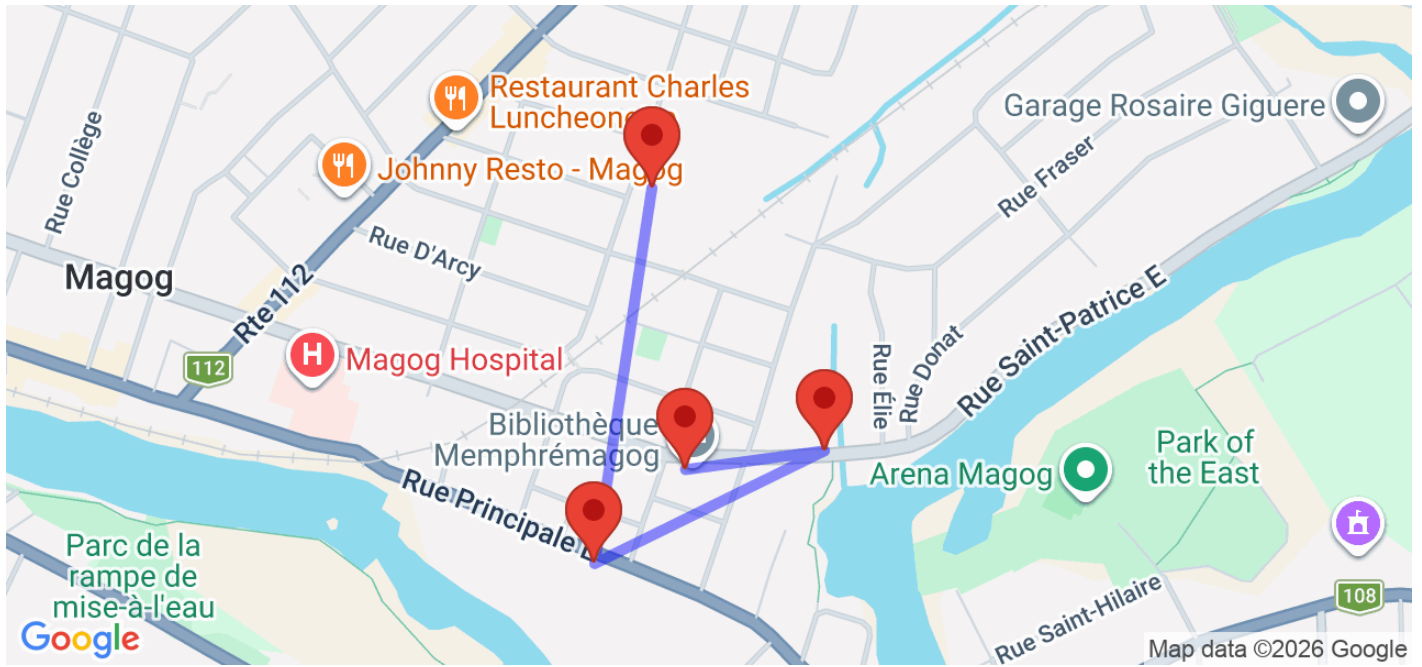 Restaurant Charles
Luncheone
Garage Rosaire Giguere
Johnny Resto - Magog
Rue Collège
Rue Fraser
Rue D'Arcy
Magog
Rte 112
112
H
Magog Hospital
Rue Saint-Patrice E
Rue Élie
Rue Donat
Bibliothèque
Memphrémagog
Park of
the East
Arena Magog
Rue Principale E
Parc de la
rampe de
mise-à-l'eau
Rue Saint-Hilaire
108
Google
Map data ©2026 Google